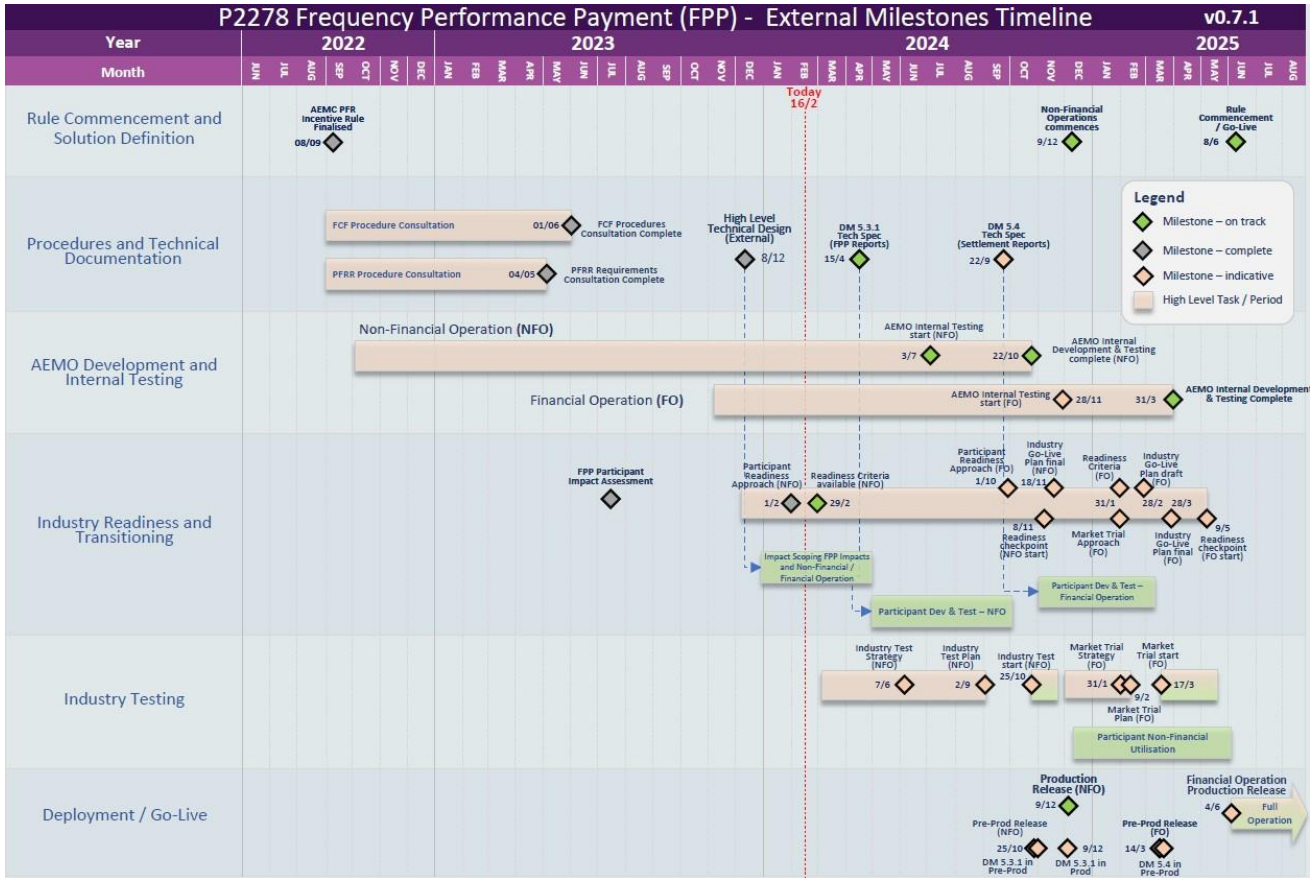 P2278 Frequency Performance Payment (FPP) - External Milestones Timeline v0.7.1
Year 2022 2023 2024 2025
Month JUN JUL AUG SEP OCT NOV DEC JAN FEB MAR APR MAY JUN JUL AUG SEP OCT NOV DEC JAN FEB MAR APR MAY JUN JUL AUG SEP OCT NOV DEC JAN FEB MAR APR MAY JUN JUL AUG
Today
16/2
Rule Commencement and
Solution Definition
AEMC PFR
Incentive Rule
Finalised
08/09
Non-Financial
Operations
commences
9/12
Rule
Commencement
/ Go-Live
8/6
Legend
Milestone – on track
Milestone – complete
Milestone – indicative
High Level Task / Period
Procedures and Technical
Documentation
FCF Procedure Consultation
01/06
FCF Procedures
Consultation Complete
PFRR Procedure Consultation
04/05
PFRR Requirements
Consultation Complete
High Level
Technical Design
(External)
8/12
DM 5.3.1
Tech Spec
(FPP Reports)
15/4
DM 5.4
Tech Spec
(Settlement Reports)
22/9
AEMO Development and
Internal Testing
Non-Financial Operation (NFO)
AEMO Internal Testing
start (NFO)
3/7
22/10
AEMO Internal
Development & Testing
complete (NFO)
Financial Operation (FO)
AEMO Internal Testing
start (FO)
28/11
31/3
AEMO Internal Development
& Testing Complete
Industry Readiness and
Transitioning
FPP Participant
Impact Assessment
Participant
Readiness
Approach (NFO)
1/2
Readiness Criteria
available (NFO)
29/2
Participant
Readiness
Approach (FO)
1/10
Industry
Go-Live
Plan final
(NFO)
18/11
Readiness
Criteria
(FO)
31/1
Industry
Go-Live
Plan draft
(FO)
28/2
28/3
8/11
Readiness
checkpoint
(NFO start)
Market Trial
Approach
(FO)
Industry
Go-Live
Plan final
(FO)
9/5
Readiness
checkpoint
(FO start)
Impact Scoping FPP Impacts
and Non-Financial /
Financial Operation
Participant Dev & Test – NFO
Participant Dev & Test –
Financial Operation
Industry Testing
Industry Test
Strategy
(NFO)
7/6
Industry
Test Plan
(NFO)
2/9
Industry Test
start (NFO)
25/10
Market Trial
Strategy
(FO)
31/1
9/2
Market Trial
Plan (FO)
Market
Trial start
(FO)
17/3
Participant Non-Financial
Utilisation
Deployment / Go-Live
Production
Release (NFO)
9/12
Financial Operation
Production Release
4/6
Full
Operation
Pre-Prod Release
(NFO)
25/10
DM 5.3.1 in
Pre-Prod
9/12
DM 5.3.1 in
Prod
Pre-Prod Release
(FO)
14/3
DM 5.4 in
Pre-Prod